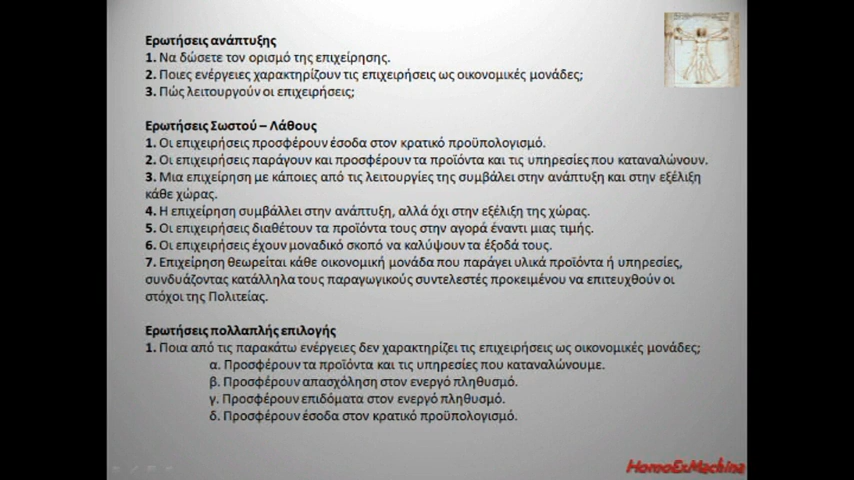 Ερωτήσεις ανάπτυξης
1. Να δώσετε τον ορισμό της επιχείρησης.
2. Ποιες ενέργειες χαρακτηρίζουν τις επιχειρήσεις ως οικονομικές μονάδες;
3. Πώς λειτουργούν οι επιχειρήσεις;
Ερωτήσεις Σωστού – Λάθους
1. Οι επιχειρήσεις προσφέρουν έσοδα στον κρατικό προϋπολογισμό.
2. Οι επιχειρήσεις παράγουν και προσφέρουν τα προϊόντα και τις υπηρεσίες που καταναλώνουν.
3. Μια επιχείρηση με κάποιες από τις λειτουργίες της συμβάλει στην ανάπτυξη και στην εξέλιξη
κάθε χώρας.
4. Η επιχείρηση συμβάλλει στην ανάπτυξη, αλλά όχι στην εξέλιξη της χώρας.
5. Οι επιχειρήσεις διαθέτουν τα προϊόντα τους στην αγορά έναντι μιας τιμής.
6. Οι επιχειρήσεις έχουν μοναδικό σκοπό να καλύψουν τα έξοδά τους.
7. Επιχείρηση θεωρείται κάθε οικονομική μονάδα που παράγει υλικά προϊόντα ή υπηρεσίες,
συνδυάζοντας κατάλληλα τους παραγωγικούς συντελεστές προκειμένου να επιτευχθούν οι
στόχοι της Πολιτείας.
Ερωτήσεις πολλαπλής επιλογής
1. Ποια από τις παρακάτω ενέργειες δεν χαρακτηρίζει τις επιχειρήσεις ως οικονομικές μονάδες;
α. Προσφέρουν τα προϊόντα και τις υπηρεσίες που καταναλώνουμε.
β. Προσφέρουν απασχόληση στον ενεργό πληθυσμό.
γ. Προσφέρουν επιδόματα στον ενεργό πληθυσμό.
δ. Προσφέρουν έσοδα στον κρατικό προϋπολογισμό.
HomoExMachina